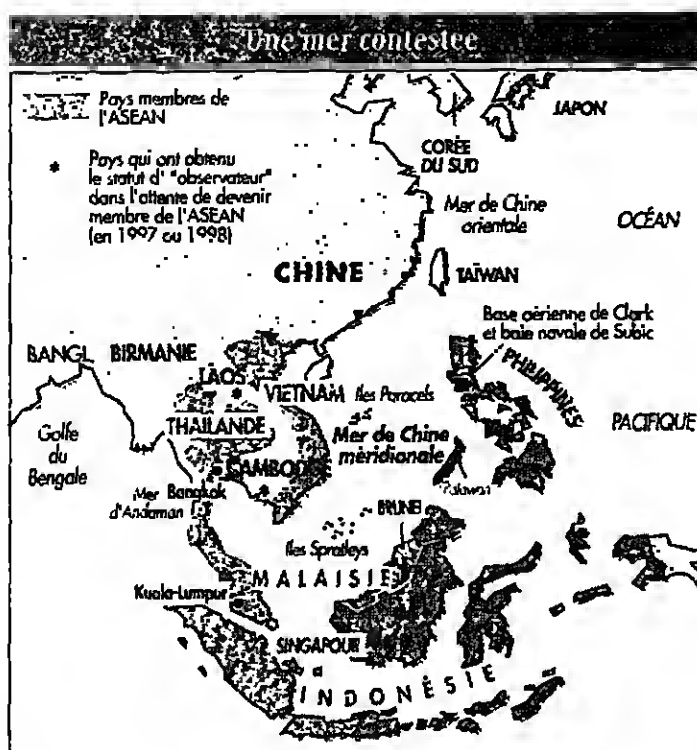 Une mer contestée
Pays membres de
l'ASEAN
* Pays qui ont obtenu
le statut d' "observateur"
dans l'attente de devenir
membre de l'ASEAN
(en 1997 ou 1998)
JAPON
CORÉE
DU SUD
Mer de Chine
orientale
OCÉAN
CHINE
TAÏWAN
Base aérienne de Clark
et baie navale de Subic
BANGL.
BIRMANIE
LAOS
VIETNAM
Iles Paracels
PHILIPPINES
THAÏLANDE
Mer de Chine
méridionale
PACIFIQUE
Golfe
du
Bengale
CAMBODGE
Palawan
Mer
d'Andaman
Bangkok
BRUNEI
Iles Spratleys
MALAISIE
Kuala-Lumpur
SINGAPOUR
INDONÉSIE